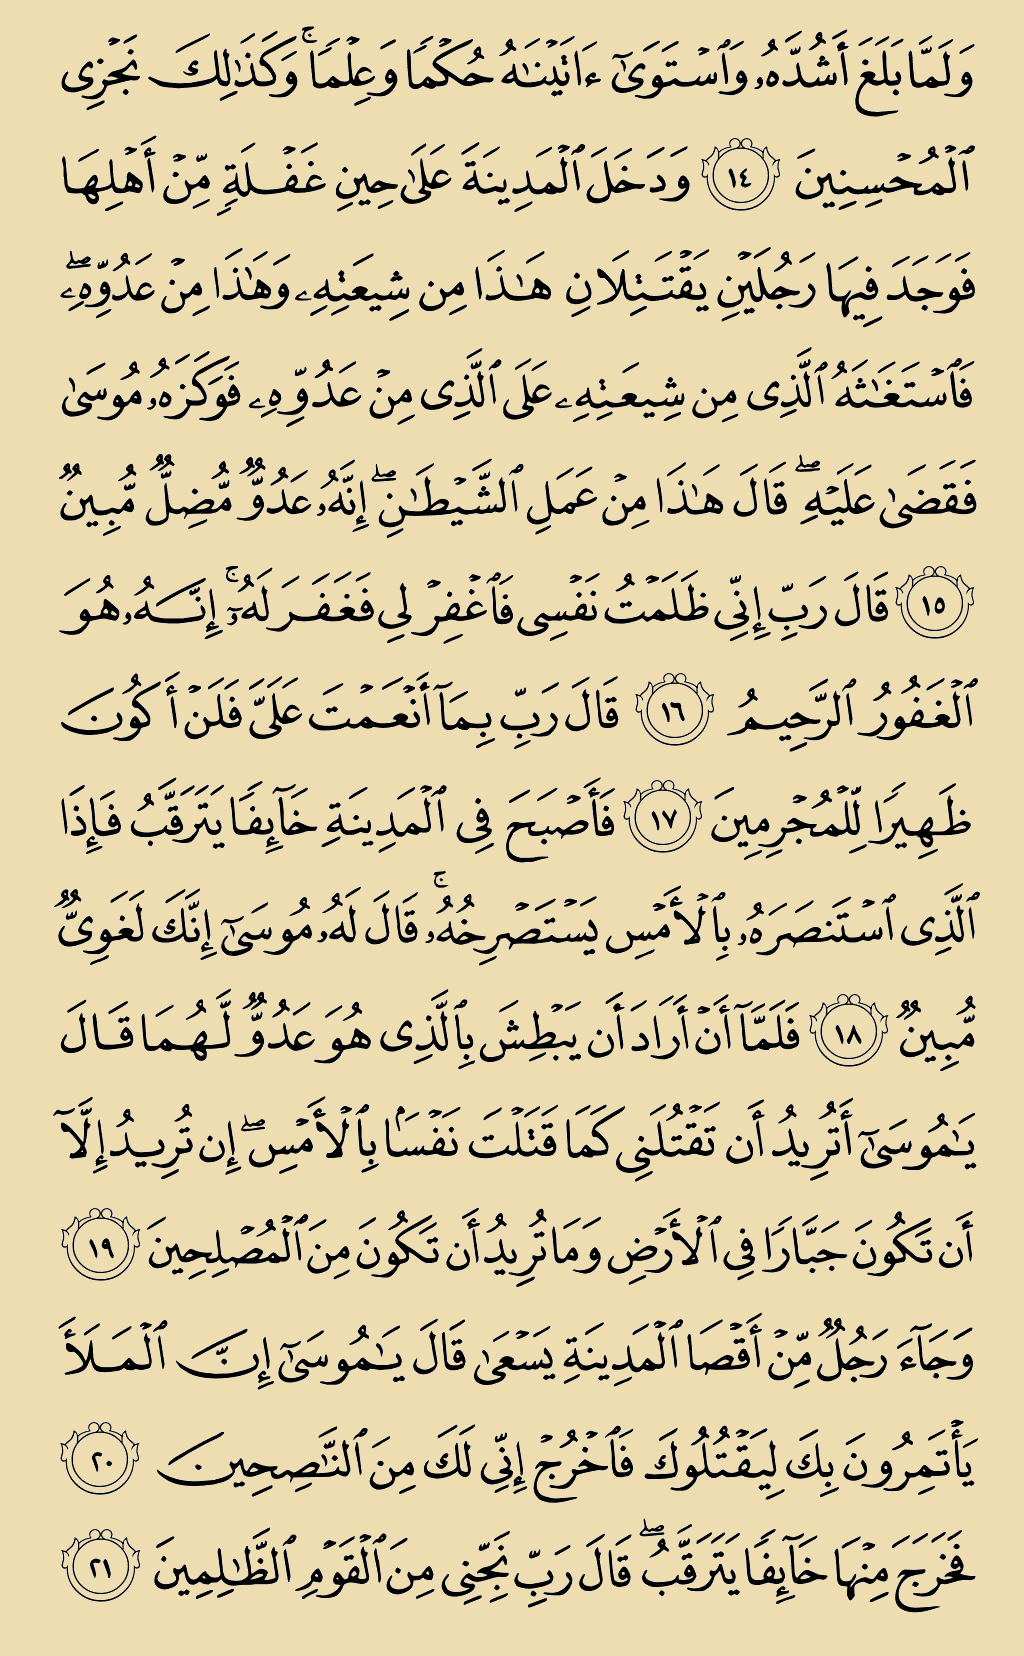 وَلَمَّا بَلَغَ أَشُدَّهُۥ وَٱسْتَوَىٰٓ ءَاتَيْنَٰهُ حُكْمًا وَعِلْمًا ۚ وَكَذَٰلِكَ نَجْزِى
ٱلْمُحْسِنِينَ ١٤ وَدَخَلَ ٱلْمَدِينَةَ عَلَىٰ حِينِ غَفْلَةٍ مِّنْ أَهْلِهَا
فَوَجَدَ فِيهَا رَجُلَيْنِ يَقْتَتِلَانِ هَٰذَا مِن شِيعَتِهِۦ وَهَٰذَا مِنْ عَدُوِّهِۦ ۖ
فَٱسْتَغَٰثَهُ ٱلَّذِى مِن شِيعَتِهِۦ عَلَى ٱلَّذِى مِنْ عَدُوِّهِۦ فَوَكَزَهُۥ مُوسَىٰ
فَقَضَىٰ عَلَيْهِ ۖ قَالَ هَٰذَا مِنْ عَمَلِ ٱلشَّيْطَٰنِ ۖ إِنَّهُۥ عَدُوٌّ مُّضِلٌّ مُّبِينٌ
١٥ قَالَ رَبِّ إِنِّى ظَلَمْتُ نَفْسِى فَٱغْفِرْ لِى فَغَفَرَ لَهُۥٓ ۚ إِنَّهُۥ هُوَ
ٱلْغَفُورُ ٱلرَّحِيمُ ١٦ قَالَ رَبِّ بِمَآ أَنْعَمْتَ عَلَىَّ فَلَنْ أَكُونَ
ظَهِيرًا لِّلْمُجْرِمِينَ ١٧ فَأَصْبَحَ فِى ٱلْمَدِينَةِ خَآئِفًا يَتَرَقَّبُ فَإِذَا
ٱلَّذِى ٱسْتَنصَرَهُۥ بِٱلْأَمْسِ يَسْتَصْرِخُهُۥ ۚ قَالَ لَهُۥ مُوسَىٰٓ إِنَّكَ لَغَوِىٌّ
مُّبِينٌ ١٨ فَلَمَّآ أَنْ أَرَادَ أَن يَبْطِشَ بِٱلَّذِى هُوَ عَدُوٌّ لَّهُمَا قَالَ
يَٰمُوسَىٰٓ أَتُرِيدُ أَن تَقْتُلَنِى كَمَا قَتَلْتَ نَفْسًۢا بِٱلْأَمْسِ ۖ إِن تُرِيدُ إِلَّآ
أَن تَكُونَ جَبَّارًا فِى ٱلْأَرْضِ وَمَا تُرِيدُ أَن تَكُونَ مِنَ ٱلْمُصْلِحِينَ ١٩
وَجَآءَ رَجُلٌ مِّنْ أَقْصَا ٱلْمَدِينَةِ يَسْعَىٰ قَالَ يَٰمُوسَىٰٓ إِنَّ ٱلْمَلَأَ
يَأْتَمِرُونَ بِكَ لِيَقْتُلُوكَ فَٱخْرُجْ إِنِّى لَكَ مِنَ ٱلنَّٰصِحِينَ ٢٠
فَخَرَجَ مِنْهَا خَآئِفًا يَتَرَقَّبُ ۖ قَالَ رَبِّ نَجِّنِى مِنَ ٱلْقَوْمِ ٱلظَّٰلِمِينَ ٢١